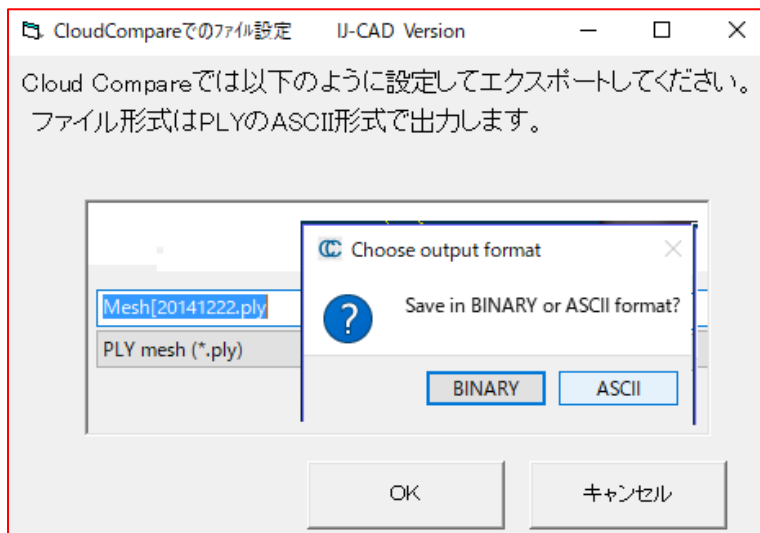 CloudCompareでのﾌｧｲﾙ設定 IJ-CAD Version
Cloud Compareでは以下のように設定してエクスポートしてください。
ファイル形式はPLYのASCII形式で出力します。
Choose output format
Save in BINARY or ASCII format?
Mesh[20141222.ply
PLY mesh (*.ply)
BINARY ASCII
OK キャンセル